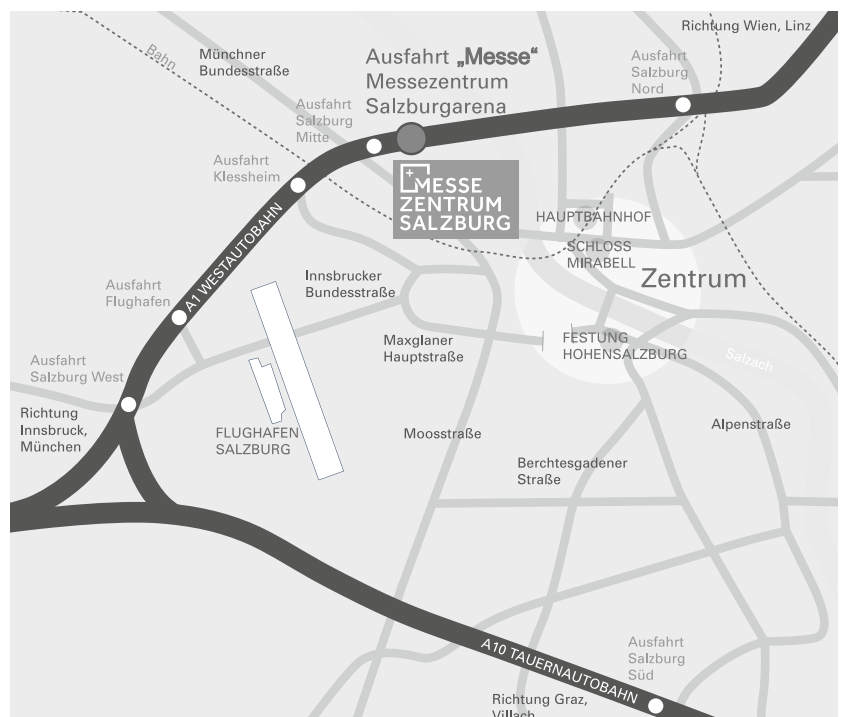 Richtung Wien, Linz
Bahn
Münchner
Bundesstraße
Ausfahrt „Messe“
Messezentrum
Salzburgarena
Ausfahrt
Salzburg
Nord
Ausfahrt
Salzburg
Mitte
Ausfahrt
Klessheim
MESSE
ZENTRUM
SALZBURG
HAUPTBAHNHOF
SCHLOSS
MIRABELL
Zentrum
A1 WESTAUTOBAHN
Innsbrucker
Bundesstraße
Ausfahrt
Flughafen
Maxglaner
Hauptstraße
FESTUNG
HOHENSALZBURG
Salzach
Ausfahrt
Salzburg West
Richtung
Innsbruck,
München
FLUGHAFEN
SALZBURG
Moosstraße
Alpenstraße
Berchtesgadener
Straße
A10 TAUERNAUTOBAHN
Ausfahrt
Salzburg
Süd
Richtung Graz,
Villach